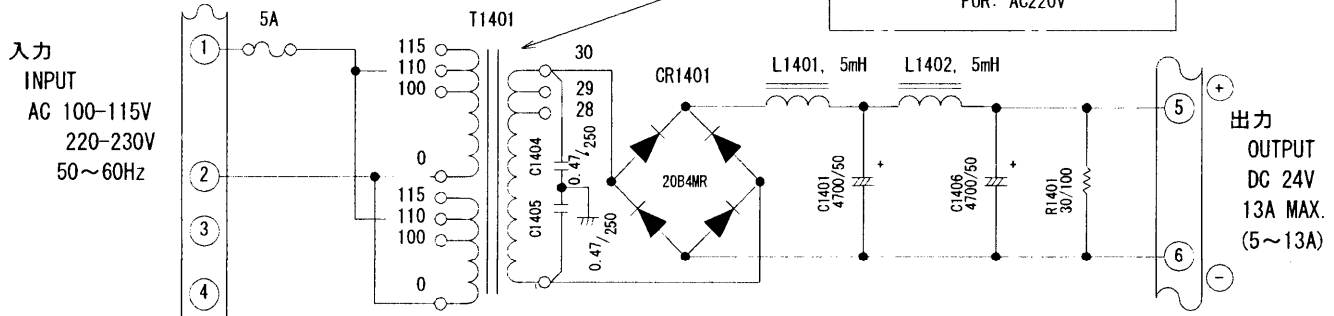 FOR: AC220V
5A
T1401
入力
INPUT
AC 100-115V
220-230V
50～60Hz
1
2
3
4
115
110
100
0
115
110
100
0
30
29
28
C1404
0.47/250
C1405
0.47/250
CR1401
20B4MR
L1401, 5mH
L1402, 5mH
C1401
4700/50
+
C1406
4700/50
+
R1401
30/100
5
6
+
−
出力
OUTPUT
DC 24V
13A MAX.
(5～13A)